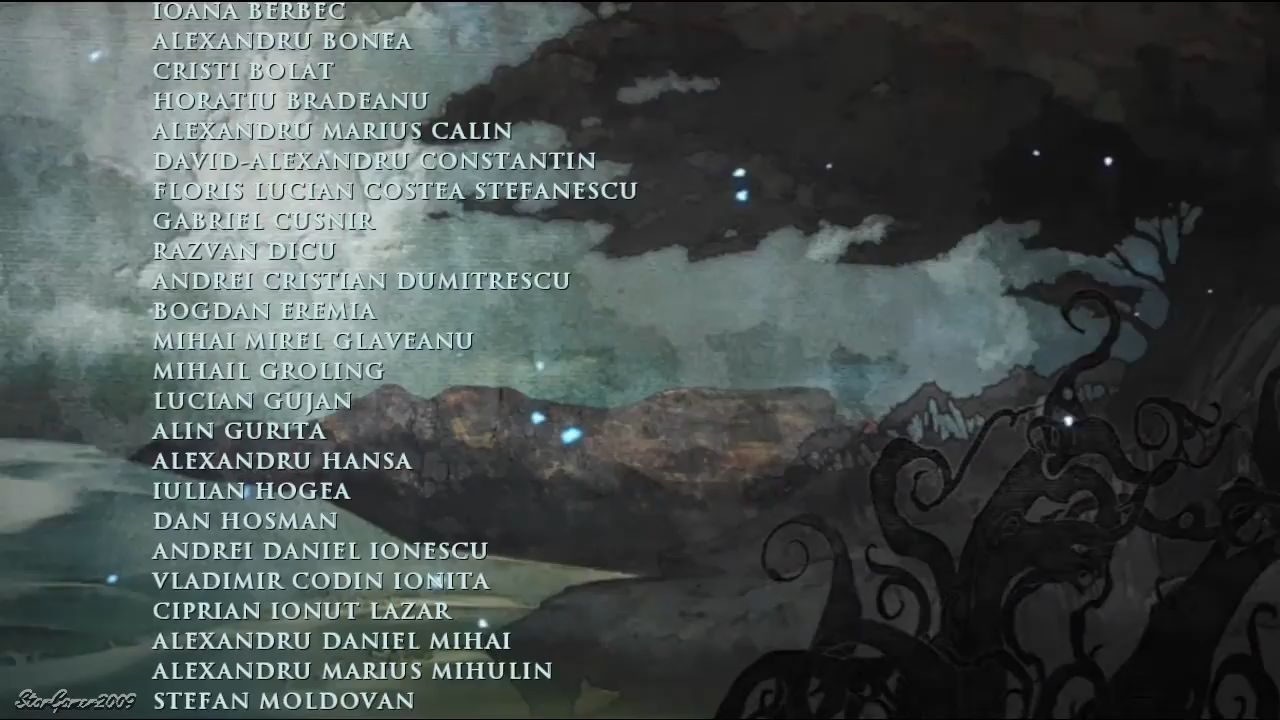 IOANA BERBEC
ALEXANDRU BONEA
CRISTI BOLAT
HORATIU BRADEANU
ALEXANDRU MARIUS CALIN
DAVID-ALEXANDRU CONSTANTIN
FLORIS LUCIAN COSTEA STEFANESCU
GABRIEL CUSNIR
RAZVAN DICU
ANDREI CRISTIAN DUMITRESCU
BOGDAN EREMIA
MIHAI MIREL GLAVEANU
MIHAIL GROLING
LUCIAN GUJAN
ALIN GURITA
ALEXANDRU HANSA
IULIAN HOGEA
DAN HOSMAN
ANDREI DANIEL IONESCU
VLADIMIR CODIN IONITA
CIPRIAN IONUT LAZAR
ALEXANDRU DANIEL MIHAI
ALEXANDRU MARIUS MIHULIN
STEFAN MOLDOVAN
StarGamer2009